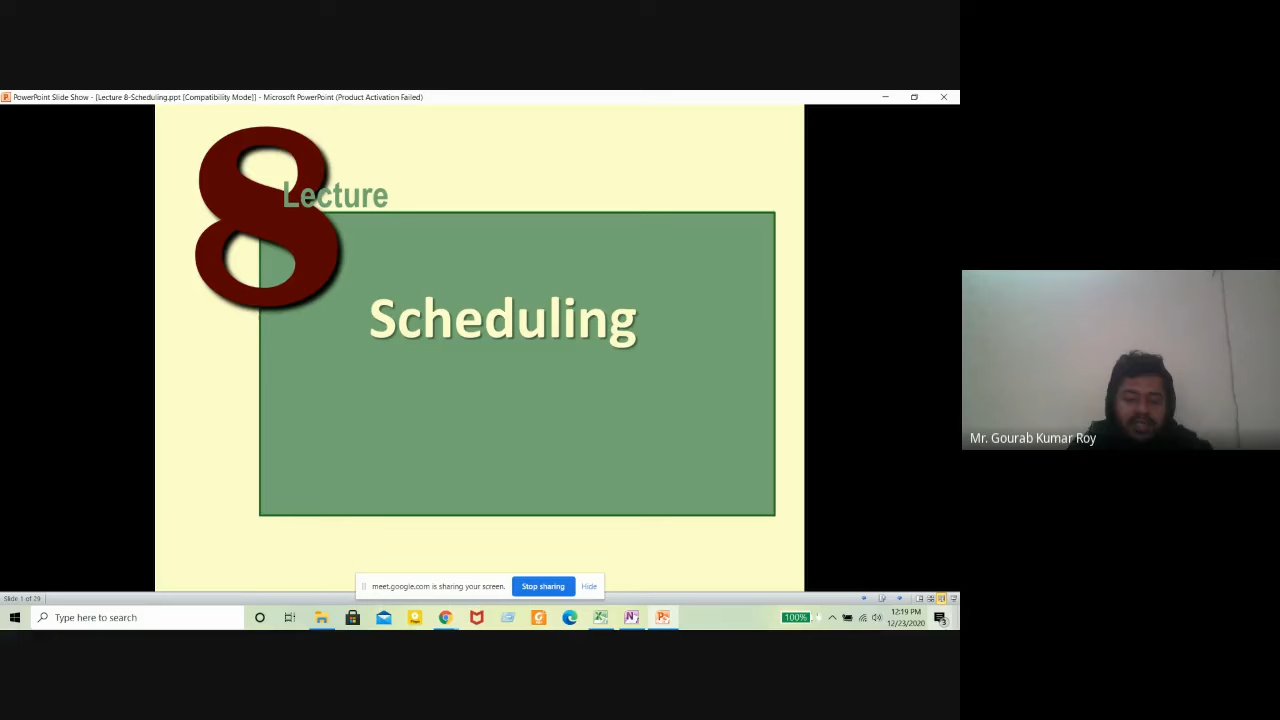 PowerPoint Slide Show - [Lecture 8-Scheduling.ppt [Compatibility Mode]] - Microsoft PowerPoint (Product Activation Failed)
8
Lecture
Scheduling
Mr. Gourab Kumar Roy
meet.google.com is sharing your screen.
Stop sharing
Hide
Slide 1 of 29
Type here to search
100%
12:19 PM
12/23/2020
3